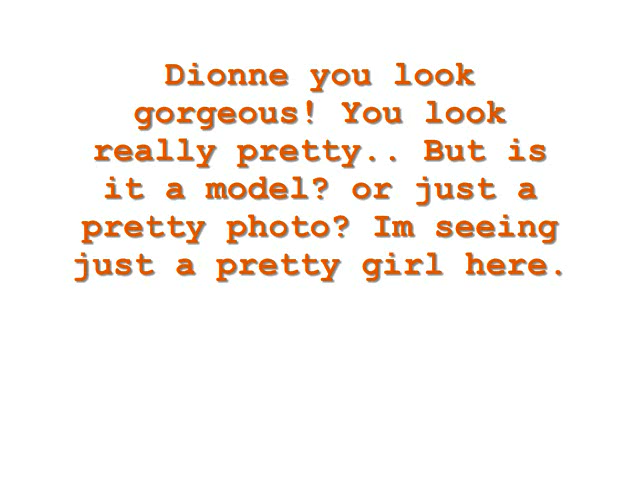 Dionne you look
gorgeous! You look
really pretty.. But is
it a model? or just a
pretty photo? Im seeing
just a pretty girl here.